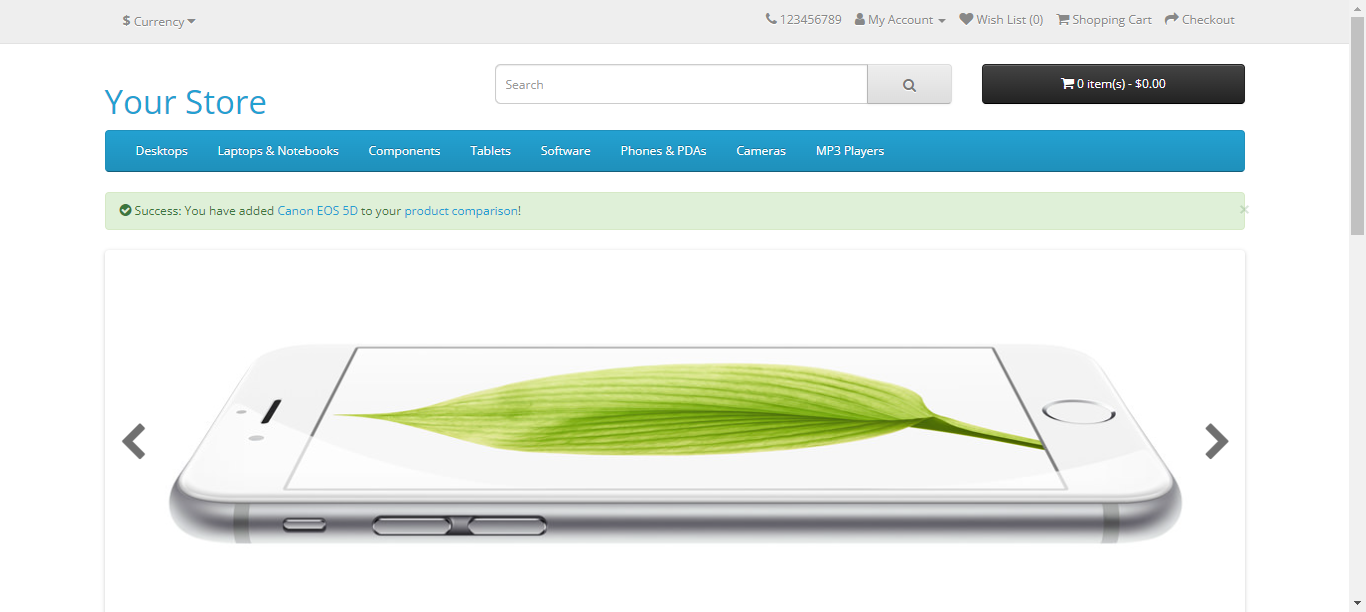 $ Currency 123456789 My Account Wish List (0) Shopping Cart Checkout
Your Store Search 0 item(s) - $0.00
Desktops Laptops & Notebooks Components Tablets Software Phones & PDAs Cameras MP3 Players
Success: You have added Canon EOS 5D to your product comparison! ×